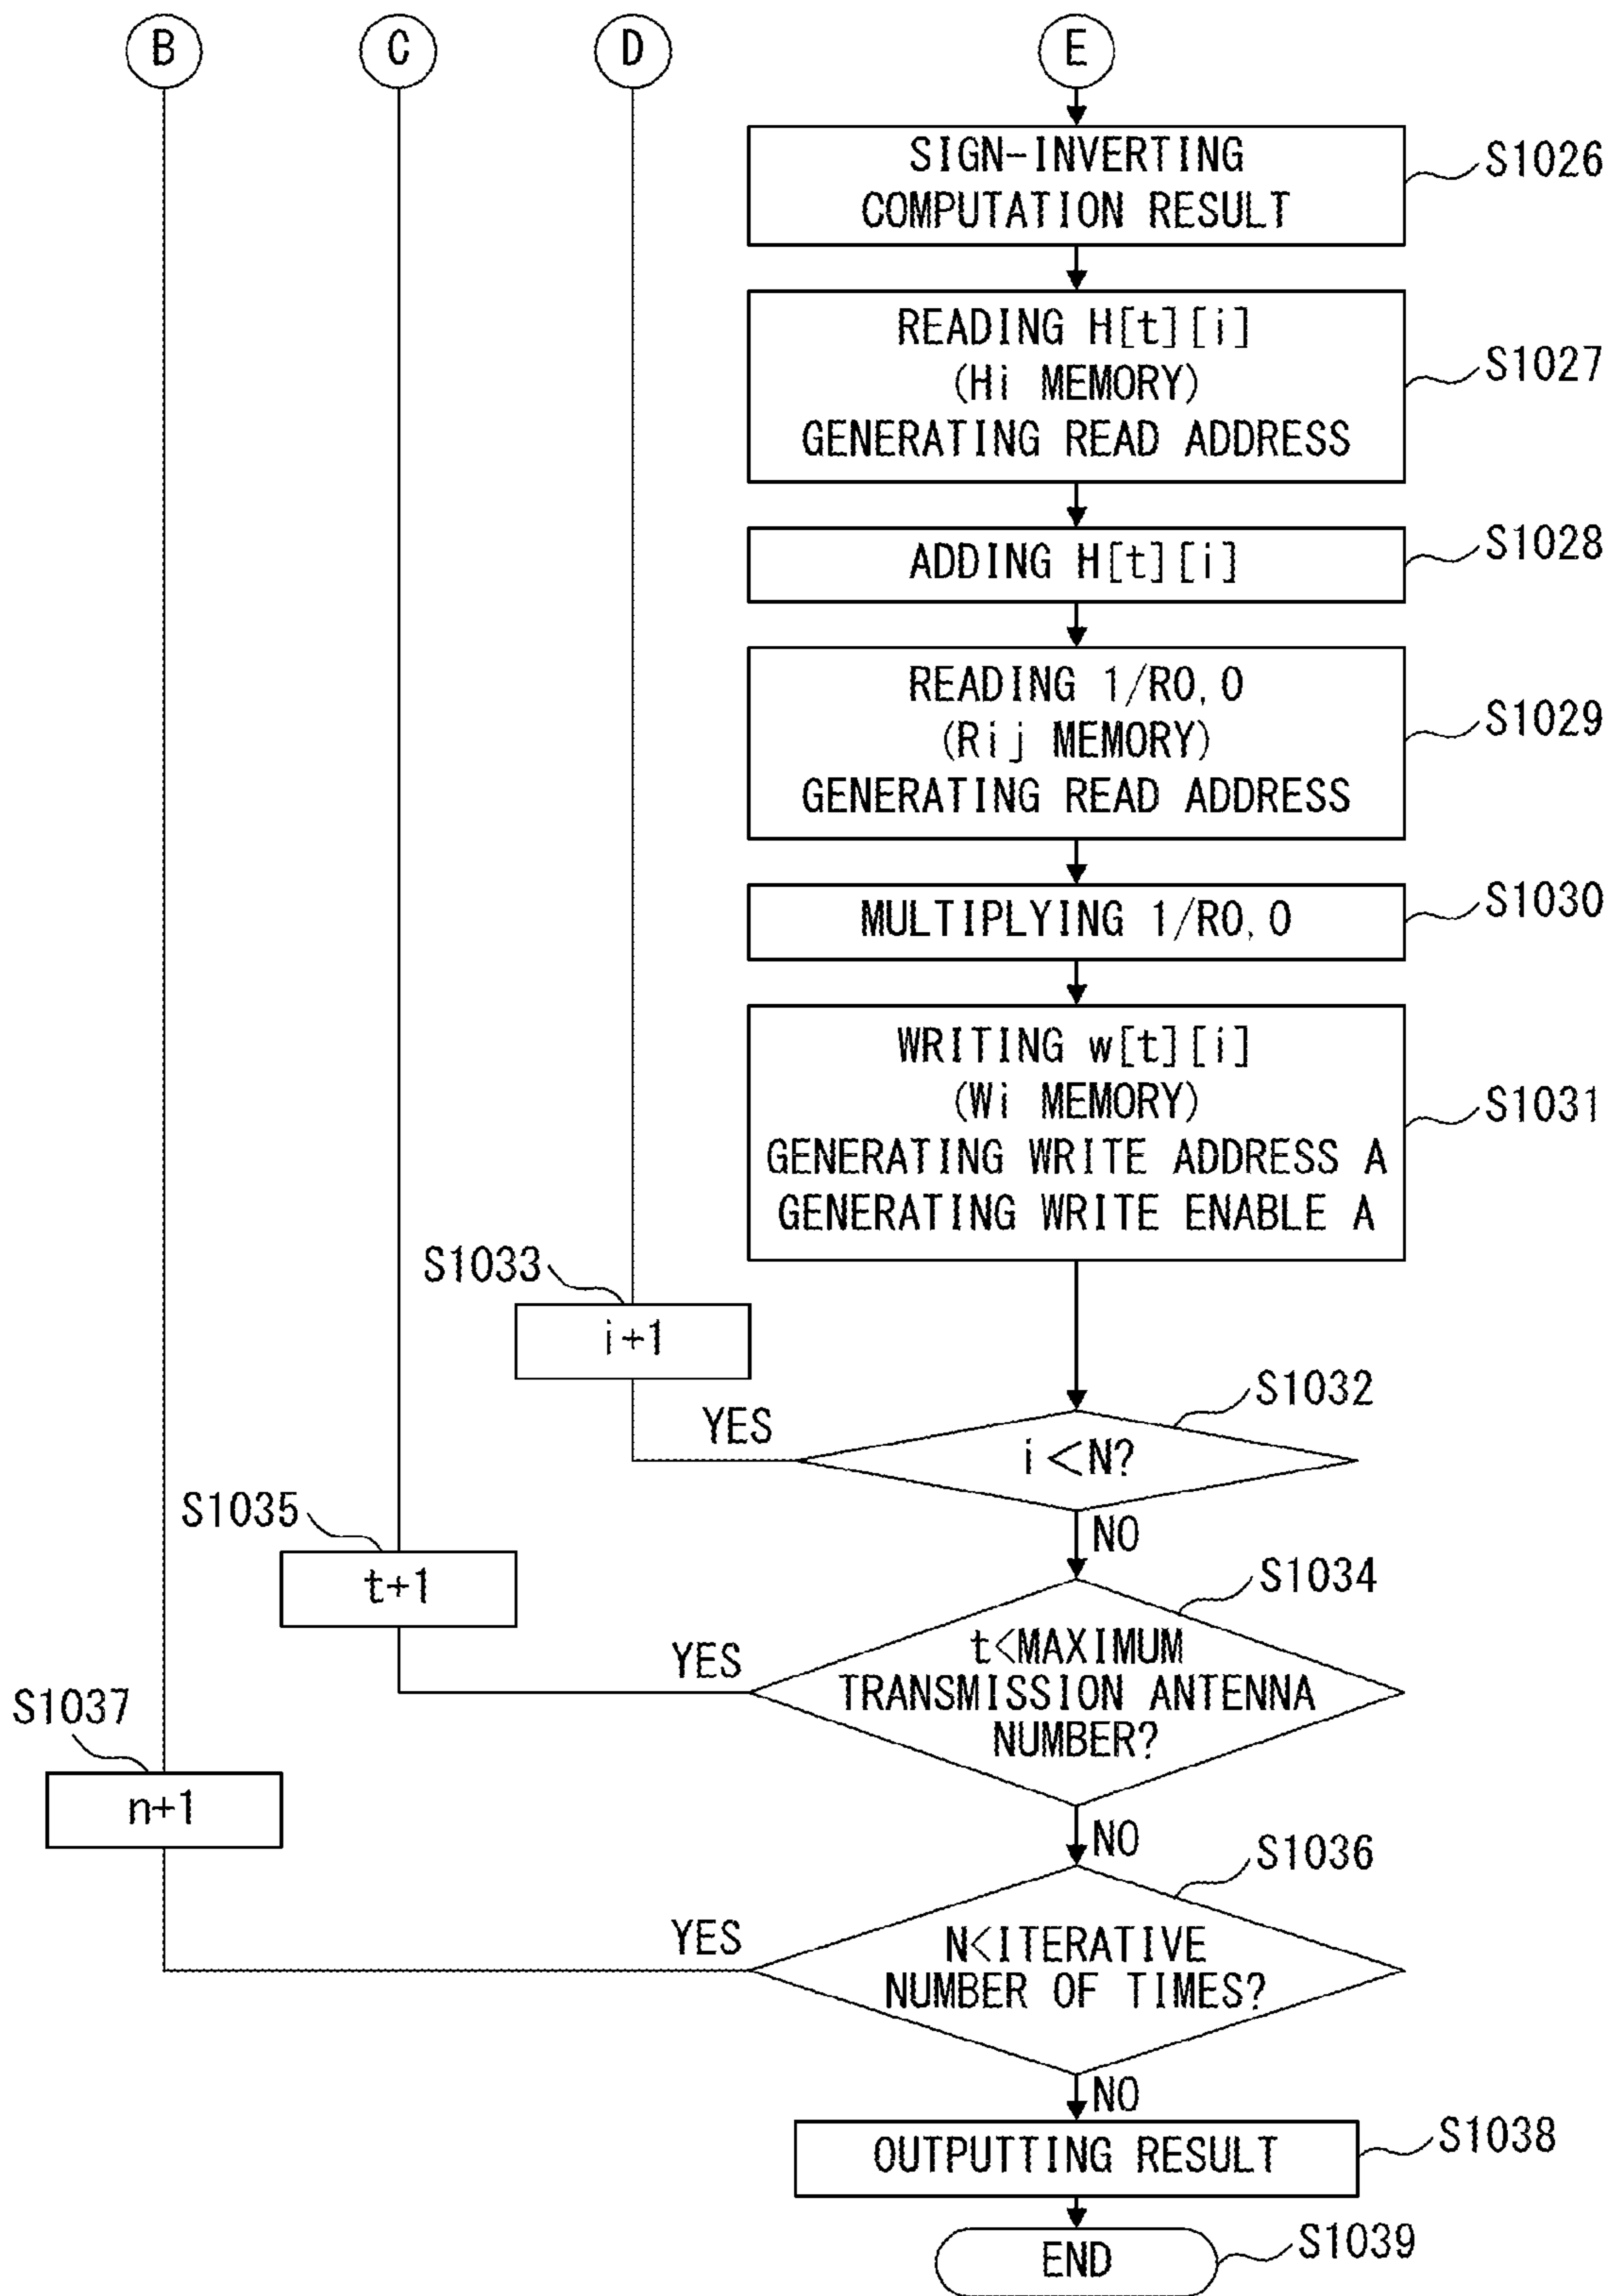 B
C
D
E
SIGN-INVERTING
COMPUTATION RESULT
S1026
READING H[t][i]
(Hi MEMORY)
GENERATING READ ADDRESS
S1027
ADDING H[t][i]
S1028
READING 1/R0,0
(Rij MEMORY)
GENERATING READ ADDRESS
S1029
MULTIPLYING 1/R0,0
S1030
WRITING w[t][i]
(Wi MEMORY)
GENERATING WRITE ADDRESS A
GENERATING WRITE ENABLE A
S1031
S1033
i+1
S1032
YES
i<N?
NO
S1035
t+1
S1034
YES
t<MAXIMUM
TRANSMISSION ANTENNA
NUMBER?
NO
S1037
n+1
S1036
YES
N<ITERATIVE
NUMBER OF TIMES?
NO
OUTPUTTING RESULT
S1038
END
S1039